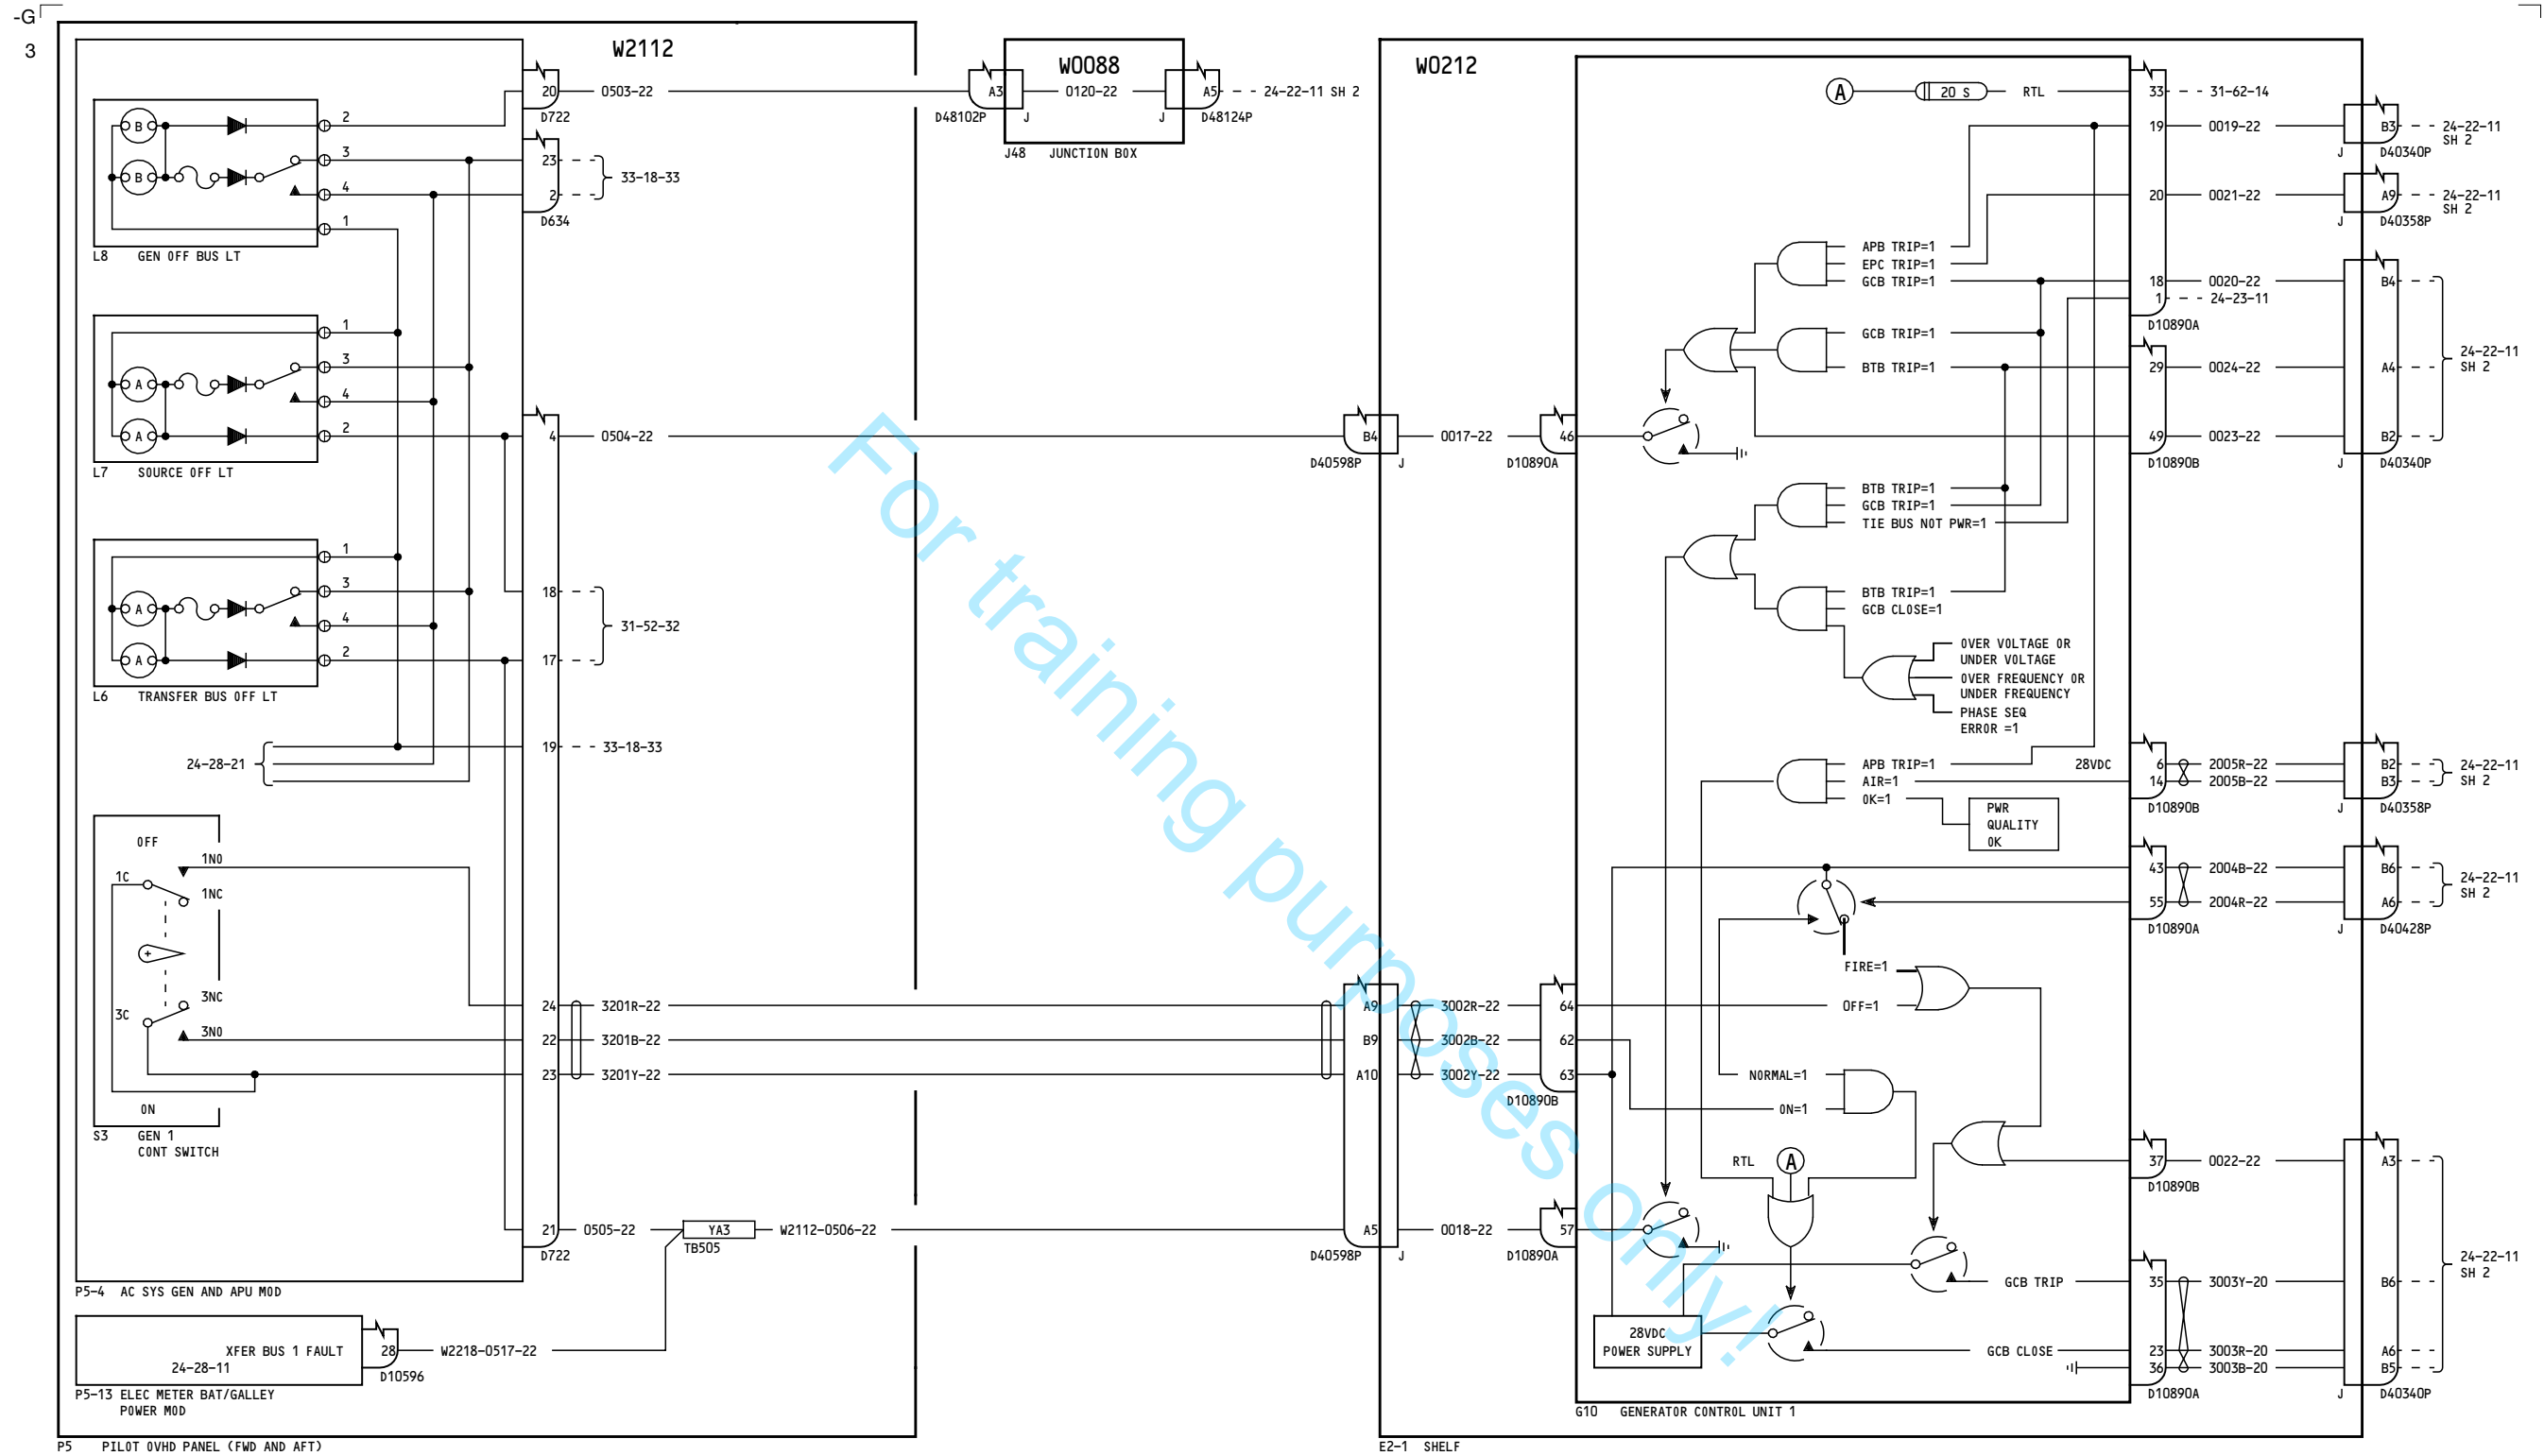 -G
3
W2112
20
0503-22
D722
B
2
B
3
4
1
L8 GEN OFF BUS LT
23
2
33-18-33
D634
1
3
A
4
A
2
L7 SOURCE OFF LT
4
0504-22
1
3
A
4
A
2
L6 TRANSFER BUS OFF LT
18
17
31-52-32
19
33-18-33
24-28-21
OFF
1N0
1C
1NC
+
3NC
3C
3N0
ON
S3 GEN 1
CONT SWITCH
24
3201R-22
22
3201B-22
23
3201Y-22
21
0505-22
D722
YA3
TB505
W2112-0506-22
P5-4 AC SYS GEN AND APU MOD
XFER BUS 1 FAULT
24-28-11
28
D10596
W2218-0517-22
P5-13 ELEC METER BAT/GALLEY
POWER MOD
P5 PILOT OVHD PANEL (FWD AND AFT)
W0088
A3
0120-22
A5
24-22-11 SH 2
D48102P
J
J
D48124P
J48 JUNCTION BOX
For training purposes only!
W0212
B4
D40598P
J
0017-22
46
D10890A
A9
3002R-22
64
B9
3002B-22
62
A10
3002Y-22
63
D10890B
A5
D40598P
J
0018-22
57
D10890A
A
20 S
RTL
33
31-62-14
19
0019-22
B3
24-22-11
SH 2
J
D40340P
20
0021-22
A9
24-22-11
SH 2
J
D40358P
APB TRIP=1
EPC TRIP=1
GCB TRIP=1
18
0020-22
B4
1
24-23-11
D10890A
GCB TRIP=1
BTB TRIP=1
29
0024-22
A4
24-22-11
SH 2
49
0023-22
B2
D10890B
J
D40340P
BTB TRIP=1
GCB TRIP=1
TIE BUS NOT PWR=1
BTB TRIP=1
GCB CLOSE=1
OVER VOLTAGE OR
UNDER VOLTAGE
OVER FREQUENCY OR
UNDER FREQUENCY
PHASE SEQ
ERROR =1
APB TRIP=1
28VDC
6
2005R-22
B2
AIR=1
14
2005B-22
B3
24-22-11
SH 2
OK=1
D10890B
J
D40358P
PWR
QUALITY
OK
43
2004B-22
B6
55
2004R-22
A6
24-22-11
SH 2
D10890A
J
D40428P
FIRE=1
OFF=1
NORMAL=1
ON=1
RTL
A
37
0022-22
A3
D10890B
GCB TRIP
35
3003Y-20
B6
24-22-11
SH 2
28VDC
POWER SUPPLY
GCB CLOSE
23
3003R-20
A6
36
3003B-20
B5
D10890A
J
D40340P
G10 GENERATOR CONTROL UNIT 1
E2-1 SHELF